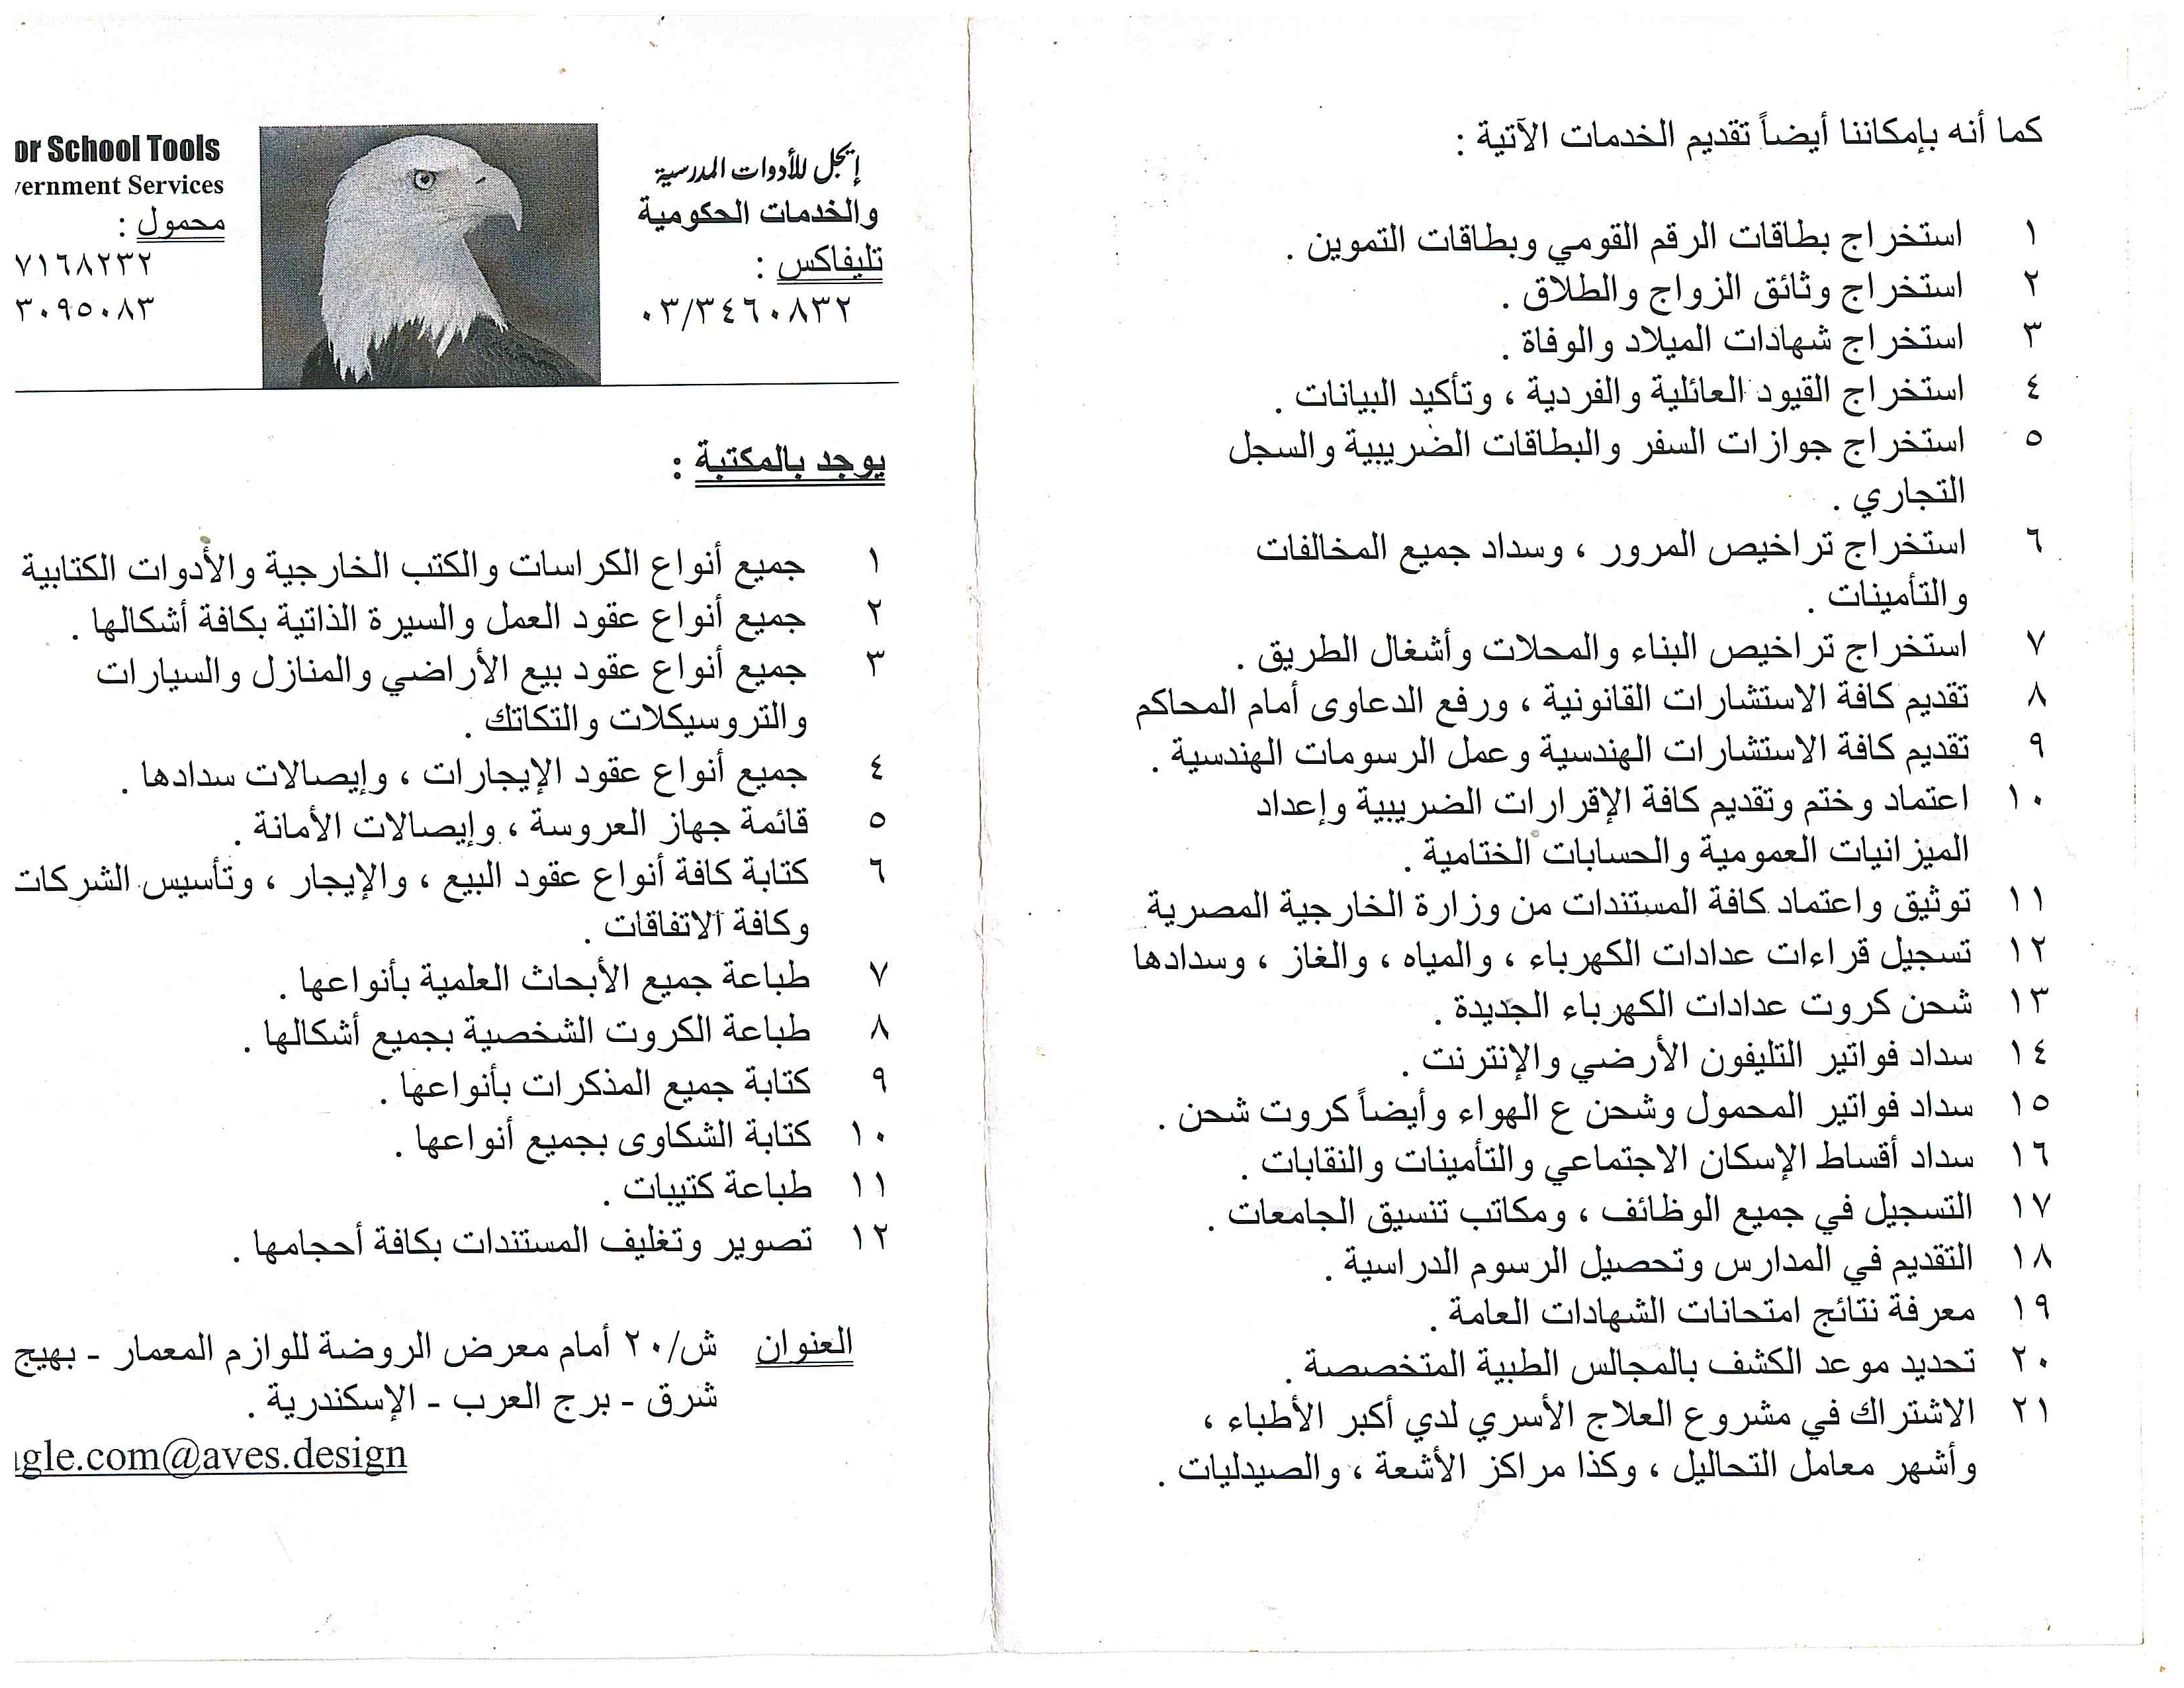 كما أنه بإمكاننا أيضاً تقديم الخدمات الآتية :
١ استخراج بطاقات الرقم القومي وبطاقات التموين .
٢ استخراج وثائق الزواج والطلاق .
٣ استخراج شهادات الميلاد والوفاة .
٤ استخراج القيود العائلية والفردية ، وتأكيد البيانات .
٥ استخراج جوازات السفر والبطاقات الضريبية والسجل
التجاري .
٦ استخراج تراخيص المرور ، وسداد جميع المخالفات
والتأمينات .
٧ استخراج تراخيص البناء والمحلات وأشغال الطريق .
٨ تقديم كافة الاستشارات القانونية ، ورفع الدعاوى أمام المحاكم
٩ تقديم كافة الاستشارات الهندسية وعمل الرسومات الهندسية .
١٠ اعتماد وختم وتقديم كافة الإقرارات الضريبية وإعداد
الميزانيات العمومية والحسابات الختامية .
١١ توثيق واعتماد كافة المستندات من وزارة الخارجية المصرية
١٢ تسجيل قراءات عدادات الكهرباء ، والمياه ، والغاز ، وسدادها
١٣ شحن كروت عدادات الكهرباء الجديدة .
١٤ سداد فواتير التليفون الأرضي والإنترنت .
١٥ سداد فواتير المحمول وشحن ع الهواء وأيضاً كروت شحن .
١٦ سداد أقساط الإسكان الاجتماعي والتأمينات والنقابات .
١٧ التسجيل في جميع الوظائف ، ومكاتب تنسيق الجامعات .
١٨ التقديم في المدارس وتحصيل الرسوم الدراسية .
١٩ معرفة نتائج امتحانات الشهادات العامة .
٢٠ تحديد موعد الكشف بالمجالس الطبية المتخصصة .
٢١ الاشتراك في مشروع العلاج الأسري لدي أكبر الأطباء ،
وأشهر معامل التحاليل ، وكذا مراكز الأشعة ، والصيدليات .
إيجل للأدوات المدرسية
والخدمات الحكومية
تليفاكس :
٠٣/٣٤٦٠٨٣٢
or School Tools
vernment Services
محمول :
٧١٦٨٢٣٢
٣٠٩٥٠٨٣
يوجد بالمكتبة :
١ جميع أنواع الكراسات والكتب الخارجية والأدوات الكتابية
٢ جميع أنواع عقود العمل والسيرة الذاتية بكافة أشكالها .
٣ جميع أنواع عقود بيع الأراضي والمنازل والسيارات
والتروسيكلات والتكاتك .
٤ جميع أنواع عقود الإيجارات ، وإيصالات سدادها .
٥ قائمة جهاز العروسة ، وإيصالات الأمانة .
٦ كتابة كافة أنواع عقود البيع ، والإيجار ، وتأسيس الشركات
وكافة الاتفاقات .
٧ طباعة جميع الأبحاث العلمية بأنواعها .
٨ طباعة الكروت الشخصية بجميع أشكالها .
٩ كتابة جميع المذكرات بأنواعها .
١٠ كتابة الشكاوى بجميع أنواعها .
١١ طباعة كتيبات .
١٢ تصوير وتغليف المستندات بكافة أحجامها .
العنوان ش/٢٠ أمام معرض الروضة للوازم المعمار - بهيج
شرق - برج العرب - الإسكندرية .
agle.com@aves.design